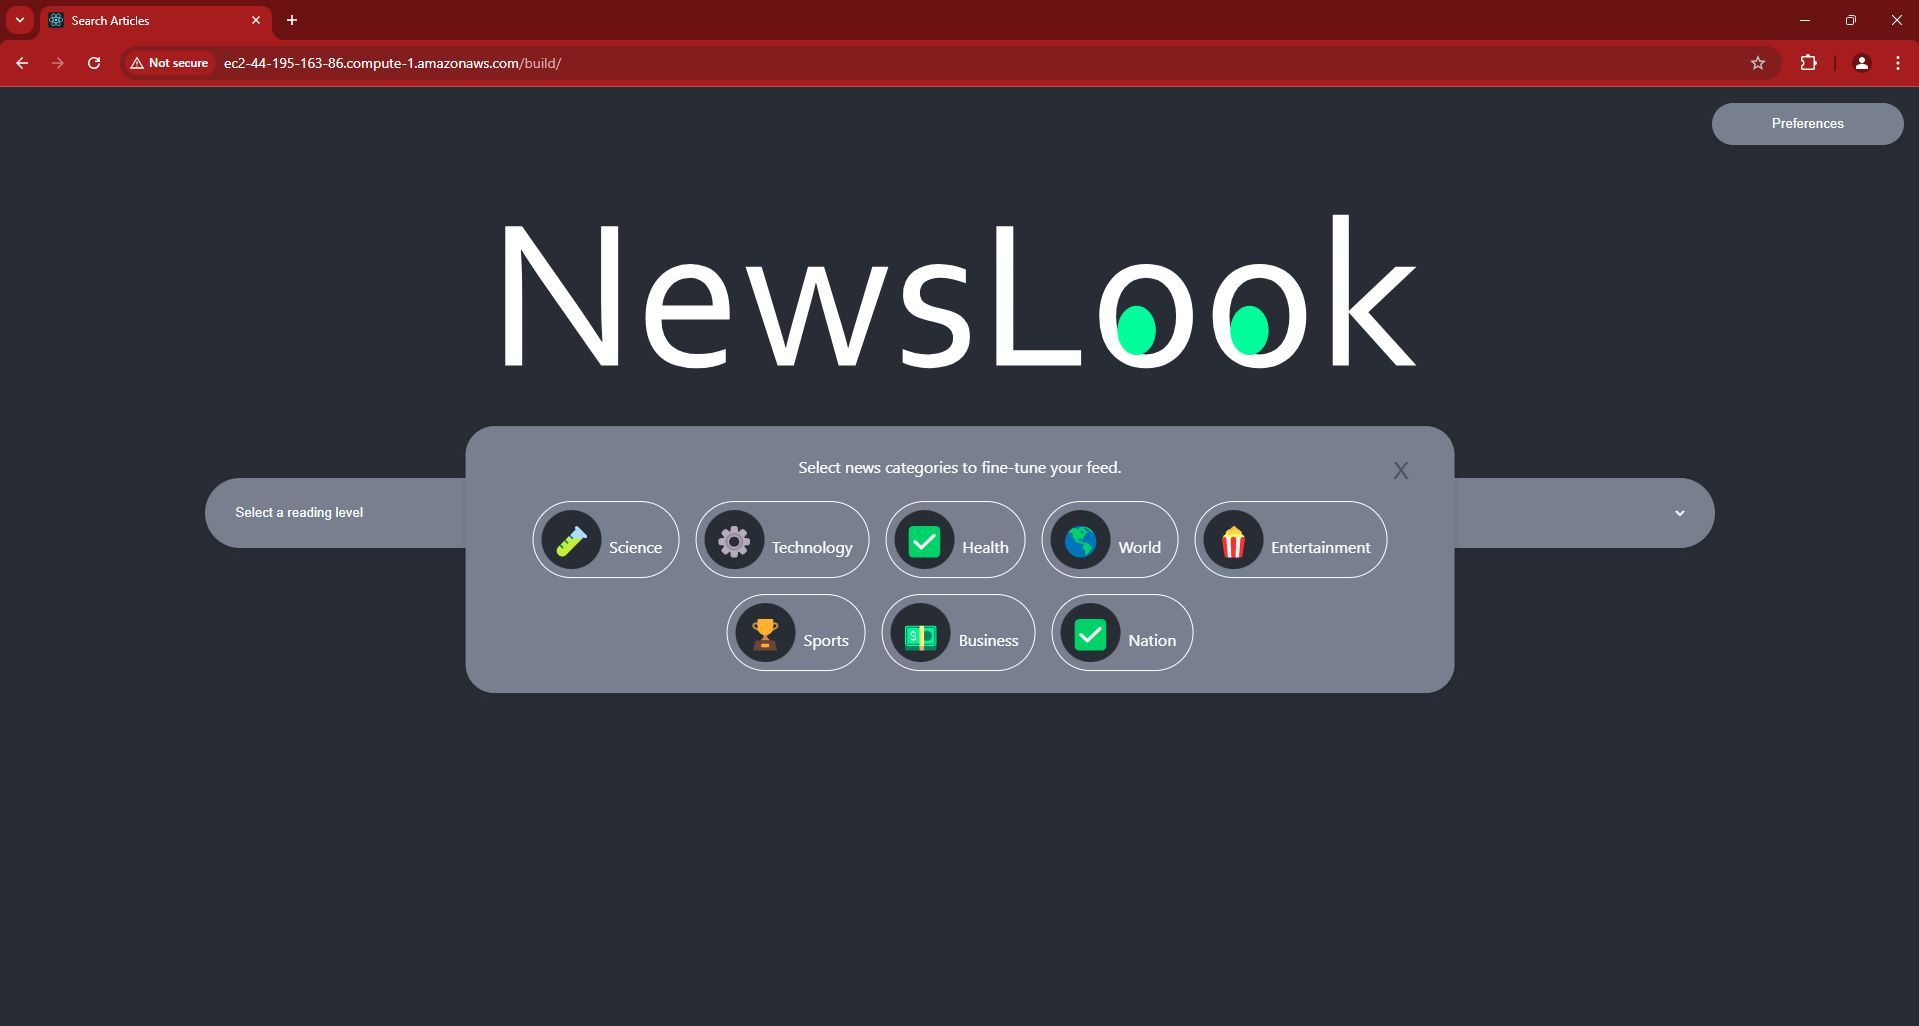 Search Articles
Not secure
ec2-44-195-163-86.compute-1.amazonaws.com/build/
Preferences
NewsLook
Select news categories to fine-tune your feed.
X
Select a reading level
Science
Technology
Health
World
Entertainment
Sports
Business
Nation